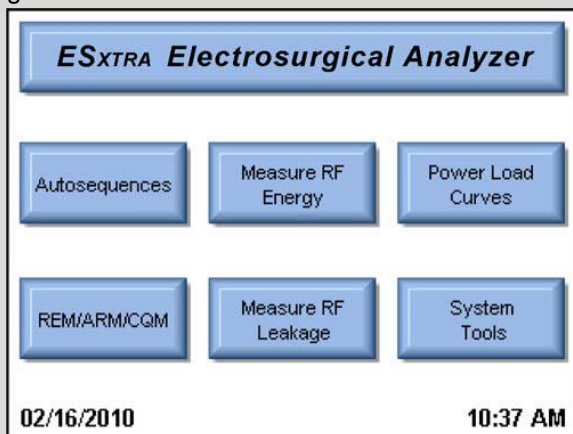 ESXTRA Electrosurgical Analyzer
Autosequences
Measure RF
Energy
Power Load
Curves
REM/ARM/CQM
Measure RF
Leakage
System
Tools
02/16/2010
10:37 AM